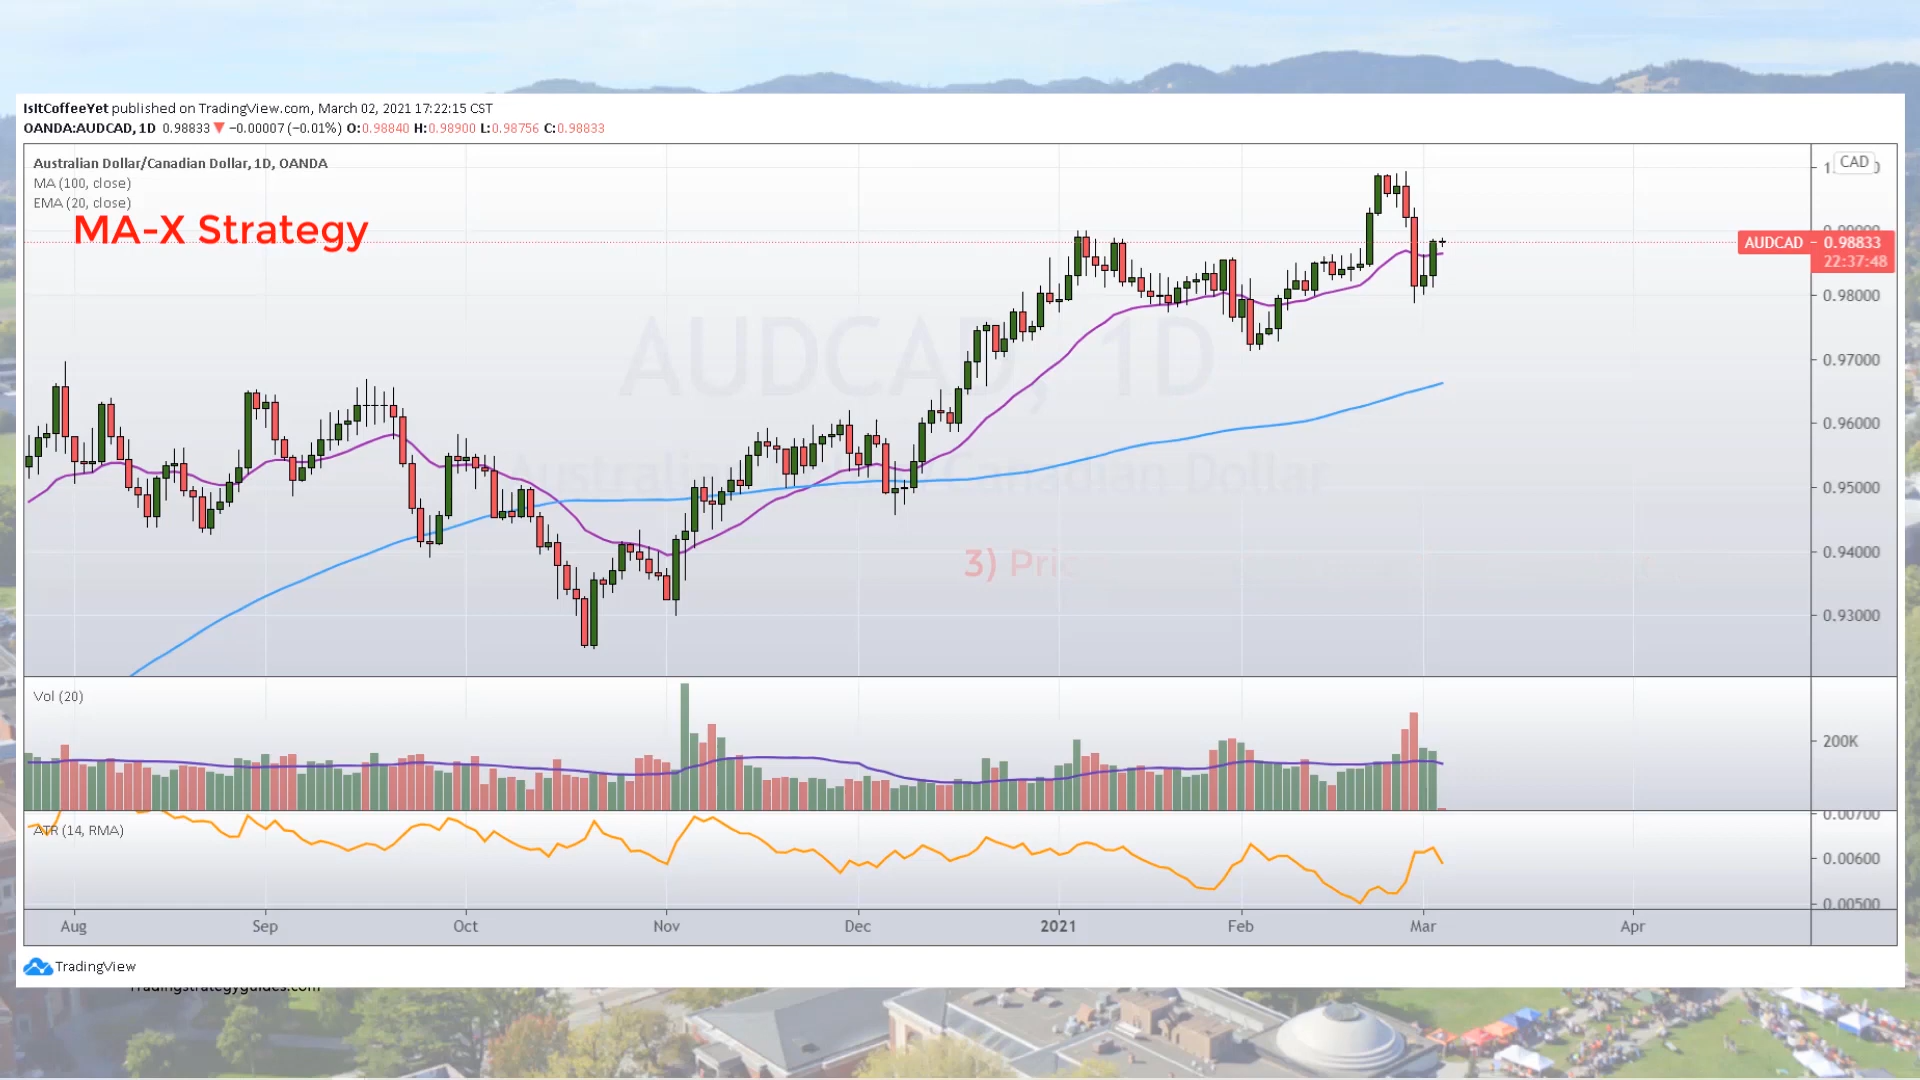 IsItCoffeeYet published on TradingView.com, March 02, 2021 17:22:15 CST
OANDA:AUDCAD, 1D 0.98833 ▼ −0.00007 (−0.01%) O:0.98840 H:0.98900 L:0.98756 C:0.98833
Australian Dollar/Canadian Dollar, 1D, OANDA
MA (100, close)
EMA (20, close)
MA-X Strategy
CAD
AUDCAD - 0.98833
22:37:48
0.98000
0.97000
0.96000
0.95000
0.94000
0.93000
AUDCAD, 1D
Australian Dollar/Canadian Dollar
3)
Vol (20)
200K
ATR (14, RMA)
0.00700
0.00600
0.00500
Aug Sep Oct Nov Dec 2021 Feb Mar Apr
TradingView
Tradingstrategyguides.com